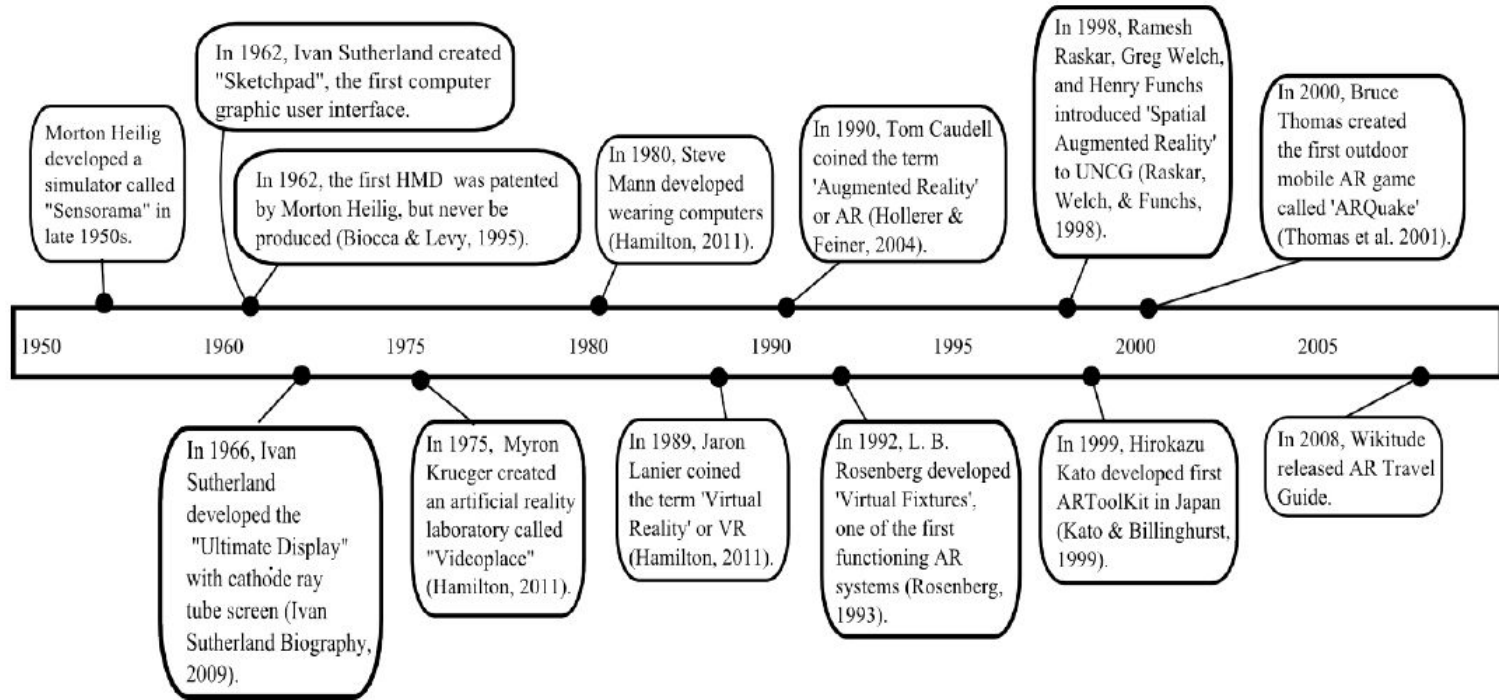 Morton Heilig
developed a
simulator called
"Sensorama" in
late 1950s.
In 1962, Ivan Sutherland created
"Sketchpad", the first computer
graphic user interface.
In 1962, the first HMD was patented
by Morton Heilig, but never be
produced (Biocca & Levy, 1995).
In 1980, Steve
Mann developed
wearing computers
(Hamilton, 2011).
In 1990, Tom Caudell
coined the term
'Augmented Reality'
or AR (Hollerer &
Feiner, 2004).
In 1998, Ramesh
Raskar, Greg Welch,
and Henry Funchs
introduced 'Spatial
Augmented Reality'
to UNCG (Raskar,
Welch, & Funchs,
1998).
In 2000, Bruce
Thomas created
the first outdoor
mobile AR game
called 'ARQuake'
(Thomas et al. 2001).
1950 1960 1975 1980 1990 1995 2000 2005
In 1966, Ivan
Sutherland
developed the
"Ultimate Display"
with cathode ray
tube screen (Ivan
Sutherland Biography,
2009).
In 1975, Myron
Krueger created
an artificial reality
laboratory called
"Videoplace"
(Hamilton, 2011).
In 1989, Jaron
Lanier coined
the term 'Virtual
Reality' or VR
(Hamilton, 2011).
In 1992, L. B.
Rosenberg developed
'Virtual Fixtures',
one of the first
functioning AR
systems (Rosenberg,
1993).
In 1999, Hirokazu
Kato developed first
ARToolKit in Japan
(Kato & Billinghurst,
1999).
In 2008, Wikitude
released AR Travel
Guide.